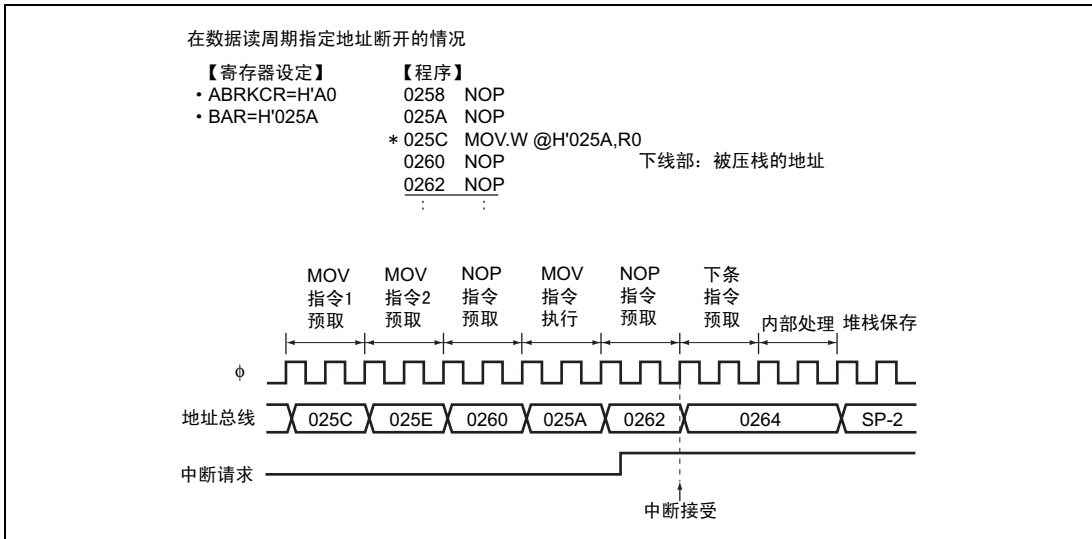 在数据读周期指定地址断开的情况
【寄存器设定】 【程序】
・ABRKCR=H'A0 0258 NOP
・BAR=H'025A 025A NOP
* 025C MOV.W @H'025A,R0
0260 NOP 下线部：被压栈的地址
0262 NOP
: :
MOV MOV NOP MOV NOP 下条
指令1 指令2 指令 指令 指令 指令
预取 预取 预取 执行 预取 预取 内部处理 堆栈保存
φ
地址总线 025C 025E 0260 025A 0262 0264 SP-2
中断请求
中断接受